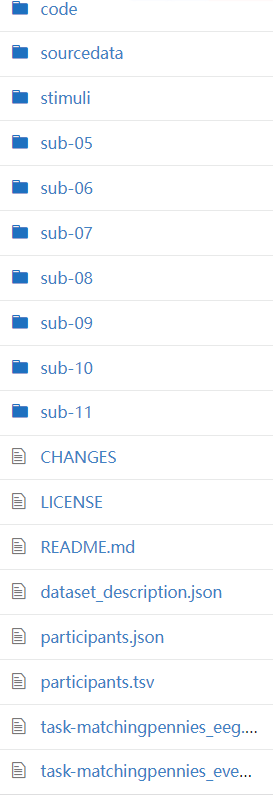 code
sourcedata
stimuli
sub-05
sub-06
sub-07
sub-08
sub-09
sub-10
sub-11
CHANGES
LICENSE
README.md
dataset_description.json
participants.json
participants.tsv
task-matchingpennies_eeg....
task-matchingpennies_eve...